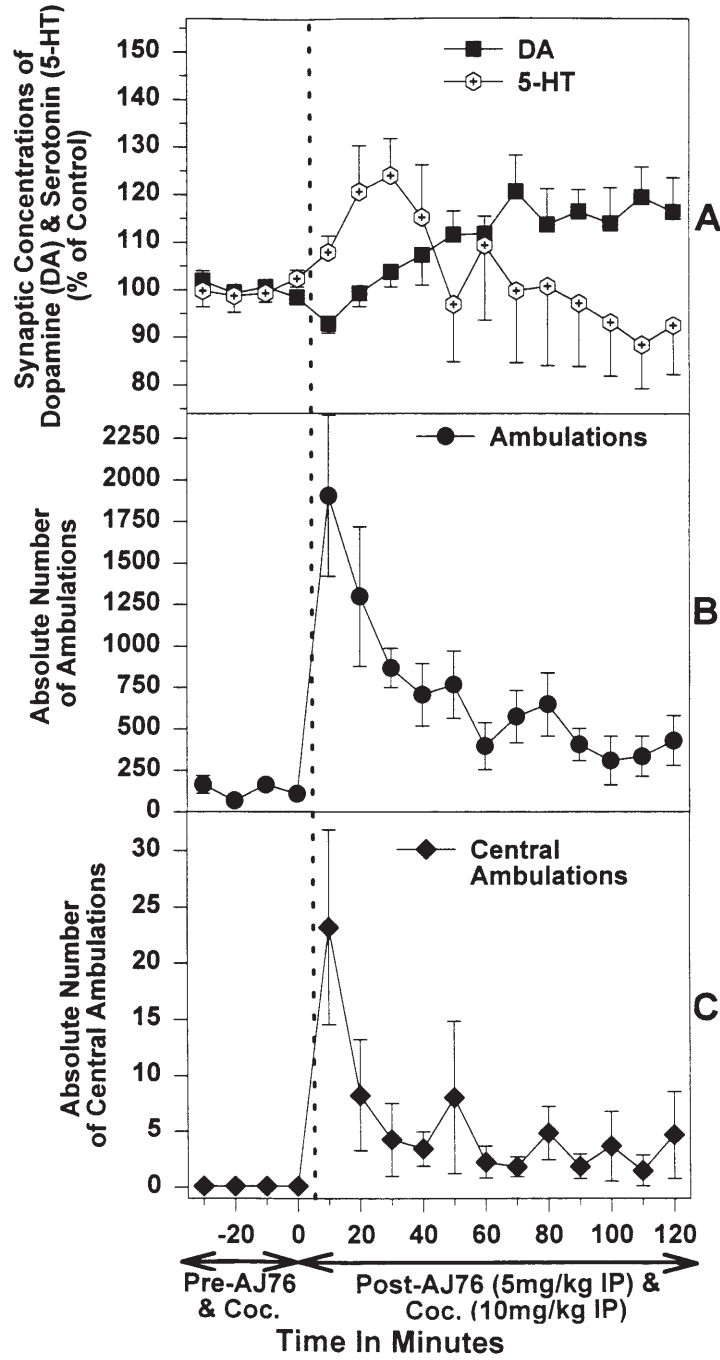 Synaptic Concentrations of
Dopamine (DA) & Serotonin (5-HT)
(% of Control)
150
140
130
120
110
100
90
80
DA
5-HT
A
Absolute Number
of Ambulations
2250
2000
1750
1500
1250
1000
750
500
250
0
Ambulations
B
Absolute Number
of Central Ambulations
30
25
20
15
10
5
0
Central
Ambulations
C
-20 0 20 40 60 80 100 120
Pre-AJ76
& Coc.
Post-AJ76 (5mg/kg IP) &
Coc. (10mg/kg IP)
Time In Minutes